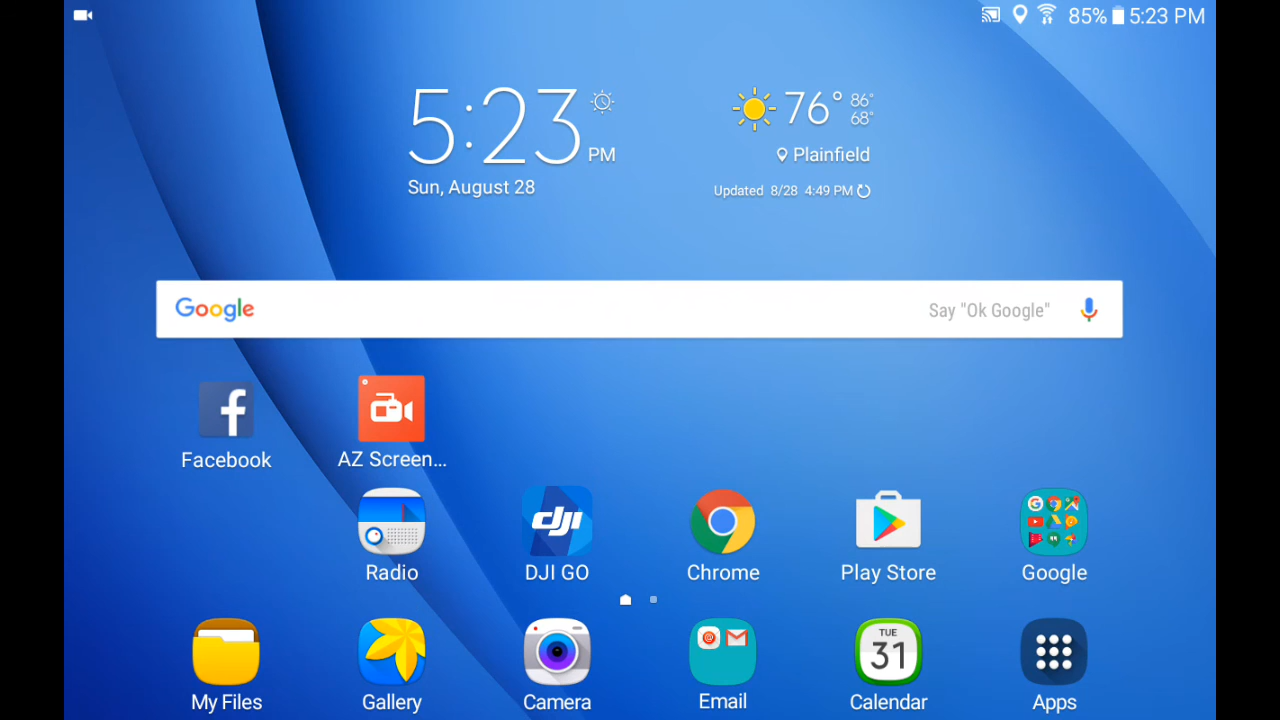 85% 5:23 PM
5:23 PM
Sun, August 28
76° 86° 68°
Plainfield
Updated 8/28 4:49 PM
Google Say "Ok Google"
Facebook AZ Screen...
dji
Radio DJI GO Chrome Play Store Google
TUE
31
My Files Gallery Camera Email Calendar Apps